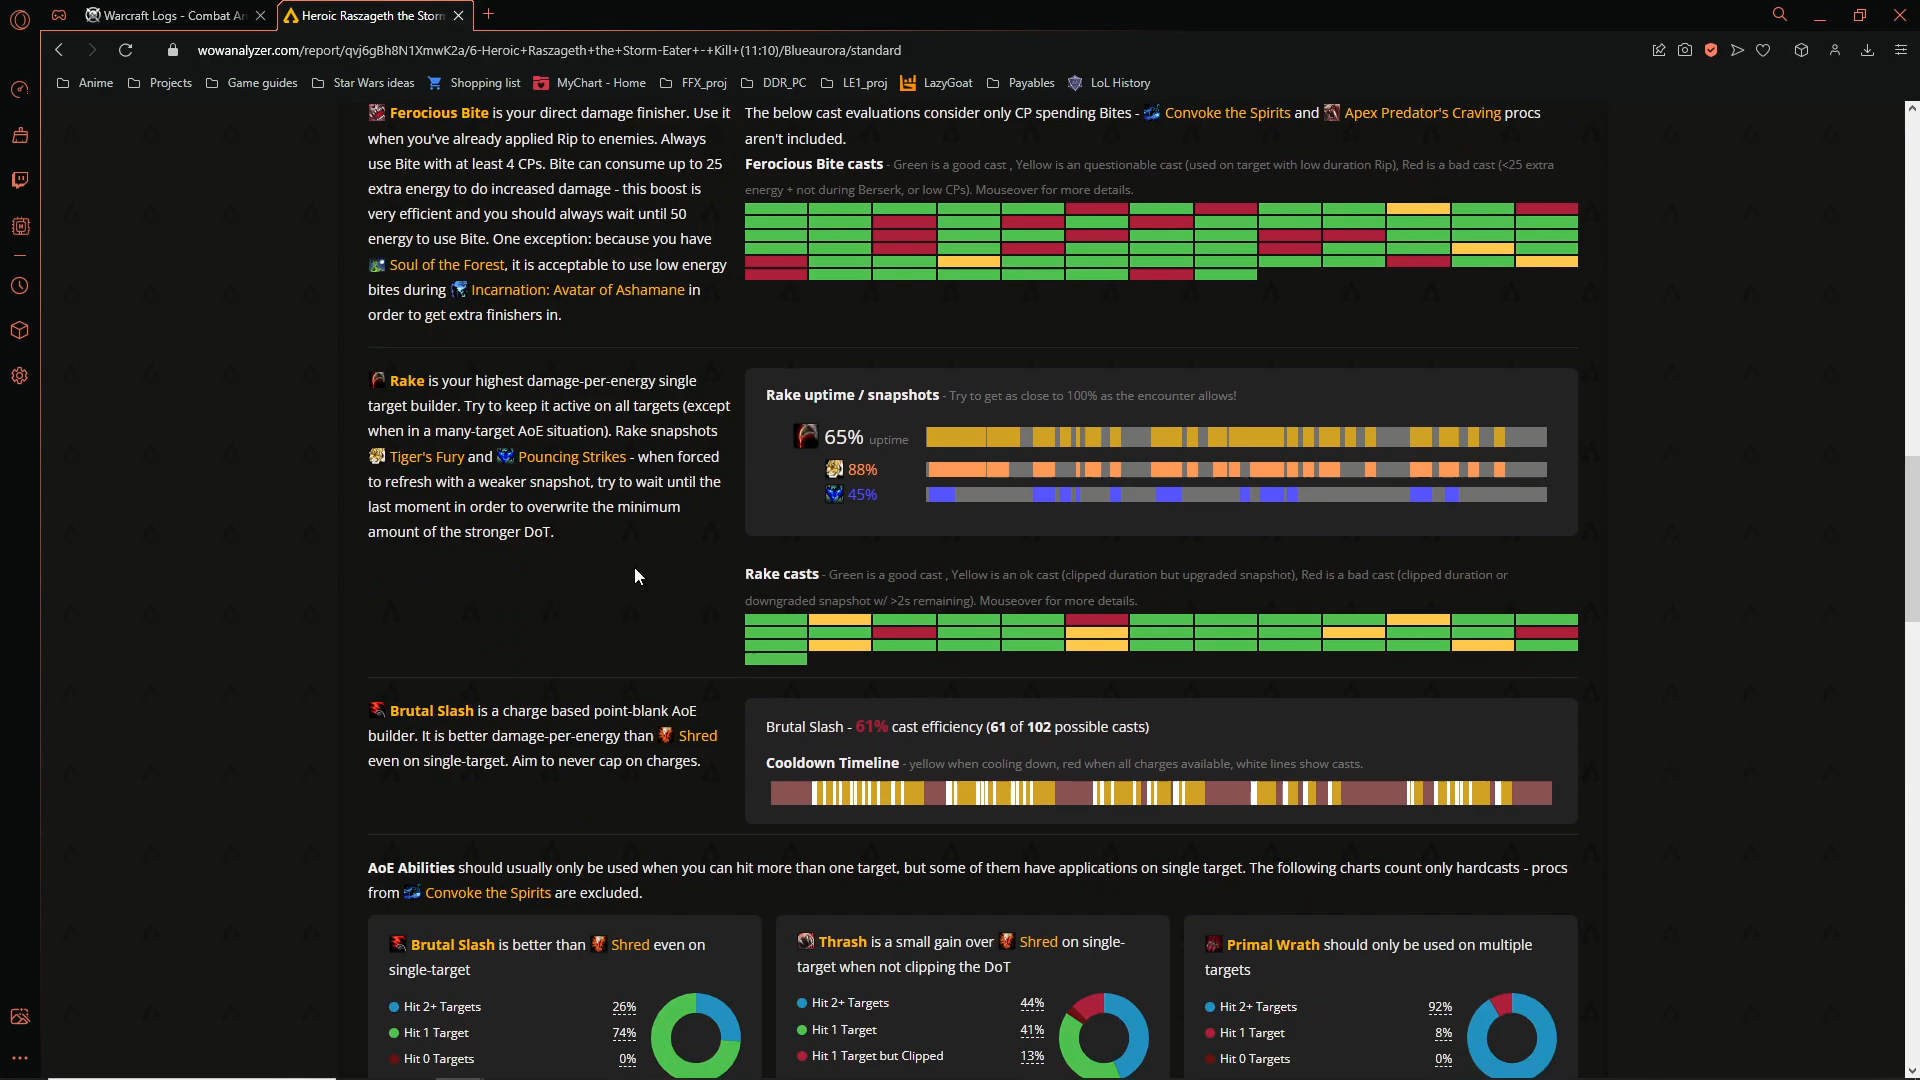 Warcraft Logs - Combat An
Heroic Raszageth the Storm
wowanalyzer.com/report/qvj6gBh8N1XmwK2a/6-Heroic+Raszageth+the+Storm-Eater+-+Kill+(11:10)/Blueaurora/standard
Anime Projects Game guides Star Wars ideas Shopping list MyChart - Home FFX_proj DDR_PC LE1_proj LazyGoat Payables LoL History
Ferocious Bite is your direct damage finisher. Use it
when you've already applied Rip to enemies. Always
use Bite with at least 4 CPs. Bite can consume up to 25
extra energy to do increased damage - this boost is
very efficient and you should always wait until 50
energy to use Bite. One exception: because you have
Soul of the Forest, it is acceptable to use low energy
bites during Incarnation: Avatar of Ashamane in
order to get extra finishers in.
The below cast evaluations consider only CP spending Bites - Convoke the Spirits and Apex Predator's Craving procs
aren't included.
Ferocious Bite casts - Green is a good cast , Yellow is an questionable cast (used on target with low duration Rip), Red is a bad cast (<25 extra
energy + not during Berserk, or low CPs). Mouseover for more details.
Rake is your highest damage-per-energy single
target builder. Try to keep it active on all targets (except
when in a many-target AoE situation). Rake snapshots
Tiger's Fury and Pouncing Strikes - when forced
to refresh with a weaker snapshot, try to wait until the
last moment in order to overwrite the minimum
amount of the stronger DoT.
Rake uptime / snapshots - Try to get as close to 100% as the encounter allows!
65% uptime
88%
45%
Rake casts - Green is a good cast , Yellow is an ok cast (clipped duration but upgraded snapshot), Red is a bad cast (clipped duration or
downgraded snapshot w/ >2s remaining). Mouseover for more details.
Brutal Slash is a charge based point-blank AoE
builder. It is better damage-per-energy than Shred
even on single-target. Aim to never cap on charges.
Brutal Slash - 61% cast efficiency (61 of 102 possible casts)
Cooldown Timeline - yellow when cooling down, red when all charges available, white lines show casts.
AoE Abilities should usually only be used when you can hit more than one target, but some of them have applications on single target. The following charts count only hardcasts - procs
from Convoke the Spirits are excluded.
Brutal Slash is better than Shred even on
single-target
Hit 2+ Targets 26%
Hit 1 Target 74%
Hit 0 Targets 0%
Thrash is a small gain over Shred on single-
target when not clipping the DoT
Hit 2+ Targets 44%
Hit 1 Target 41%
Hit 1 Target but Clipped 13%
Primal Wrath should only be used on multiple
targets
Hit 2+ Targets 92%
Hit 1 Target 8%
Hit 0 Targets 0%